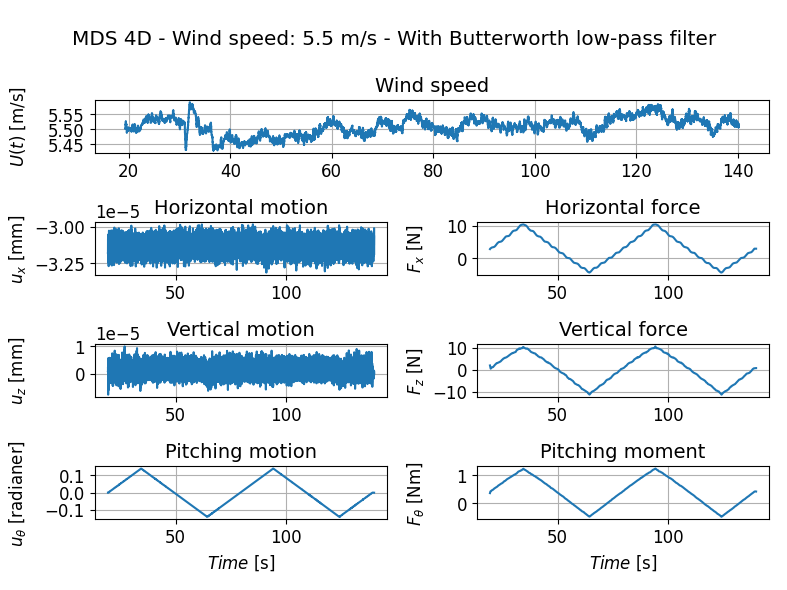 MDS 4D - Wind speed: 5.5 m/s - With Butterworth low-pass filter
Wind speed
U(t) [m/s]
5.55
5.50
5.45
20 40 60 80 100 120 140
1e−5 Horizontal motion
Horizontal force
u_x [mm]
−3.00
−3.25
50 100
F_x [N]
10
0
50 100
1e−5 Vertical motion
Vertical force
u_z [mm]
1
0
50 100
F_z [N]
10
0
−10
50 100
Pitching motion
Pitching moment
u_θ [radianer]
0.1
0.0
−0.1
50 100
Time [s]
F_θ [Nm]
1
0
50 100
Time [s]